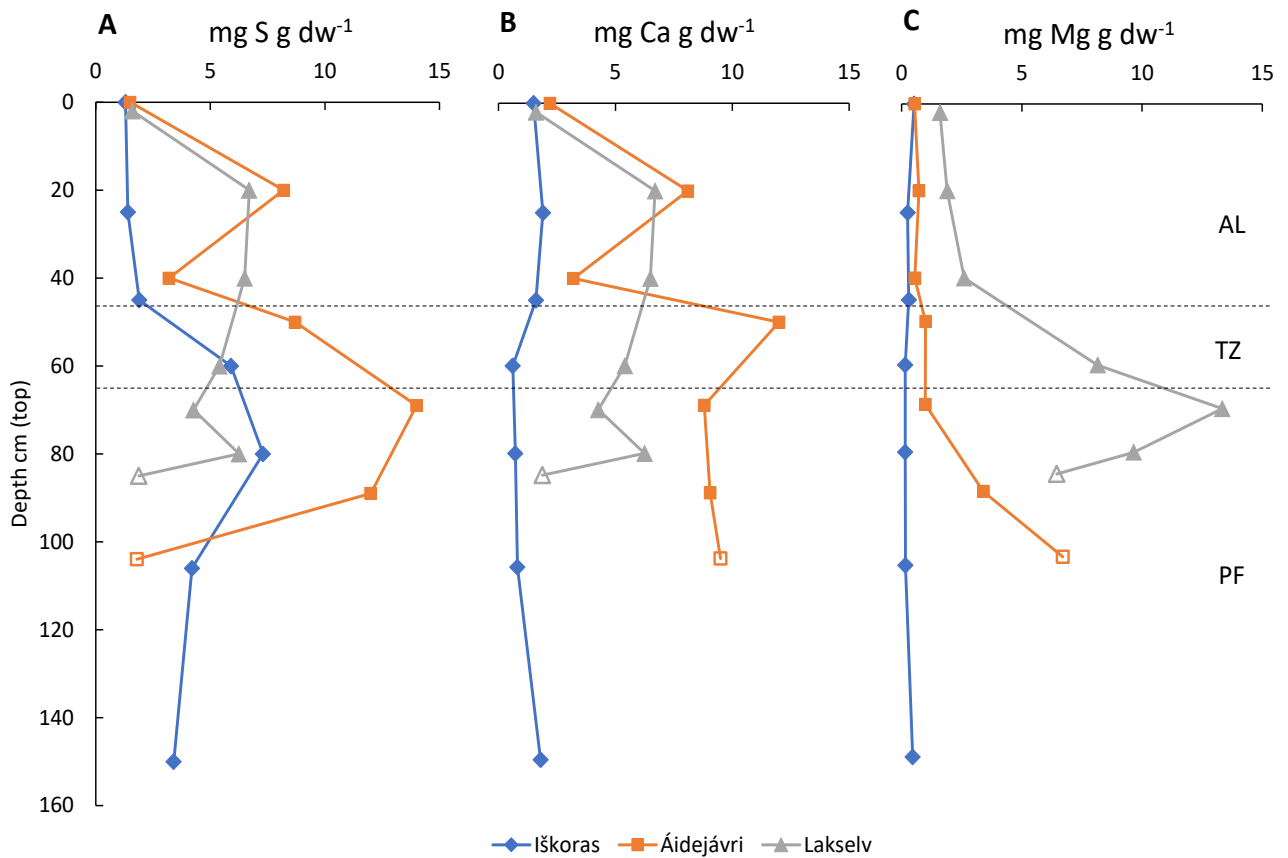 A mg S g dw-1 B mg Ca g dw-1 C mg Mg g dw-1
0 5 10 15 0 5 10 15 0 5 10 15
0
20
40
60
80
100
120
140
160
Depth cm (top)
AL
TZ
PF
Iškoras Áidejávri Lakselv